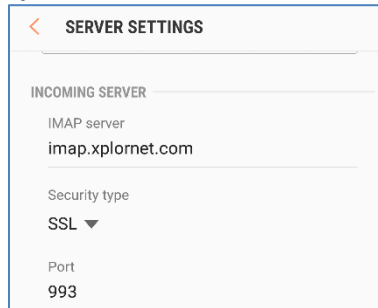 SERVER SETTINGS
INCOMING SERVER
IMAP server
imap.xplornet.com
Security type
SSL
Port
993